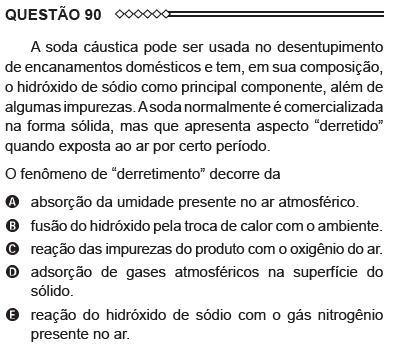 QUESTÃO 90
A soda cáustica pode ser usada no desentupimento
de encanamentos domésticos e tem, em sua composição,
o hidróxido de sódio como principal componente, além de
algumas impurezas. A soda normalmente é comercializada
na forma sólida, mas que apresenta aspecto “derretido”
quando exposta ao ar por certo período.
O fenômeno de “derretimento” decorre da
A absorção da umidade presente no ar atmosférico.
B fusão do hidróxido pela troca de calor com o ambiente.
C reação das impurezas do produto com o oxigênio do ar.
D adsorção de gases atmosféricos na superfície do
sólido.
E reação do hidróxido de sódio com o gás nitrogênio
presente no ar.